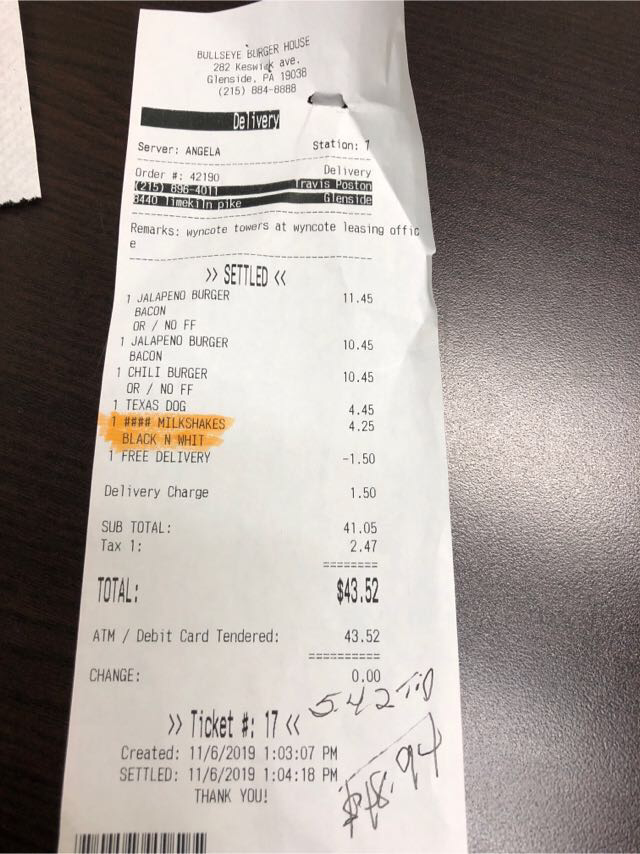 BULLSEYE BURGER HOUSE
282 Keswick ave.
Glenside, PA 19038
(215) 884-8888
Delivery
Server: ANGELA Station: 7
Order #: 42190 Delivery
(215) 896-4011 Travis Poston
8440 limekiln pike Glenside
Remarks: wyncote towers at wyncote leasing offic
e
>> SETTLED <<
1 JALAPENO BURGER 11.45
BACON
OR / NO FF
1 JALAPENO BURGER 10.45
BACON
1 CHILI BURGER 10.45
OR / NO FF
1 TEXAS DOG 4.45
1 #### MILKSHAKES 4.25
BLACK N WHIT
1 FREE DELIVERY -1.50
Delivery Charge 1.50
SUB TOTAL: 41.05
Tax 1: 2.47
========
TOTAL: $43.52
ATM / Debit Card Tendered: 43.52
==========
CHANGE: 0.00
5.42 Tip
>> Ticket #: 17 <<
Created: 11/6/2019 1:03:07 PM
SETTLED: 11/6/2019 1:04:18 PM
THANK YOU!
$48.94